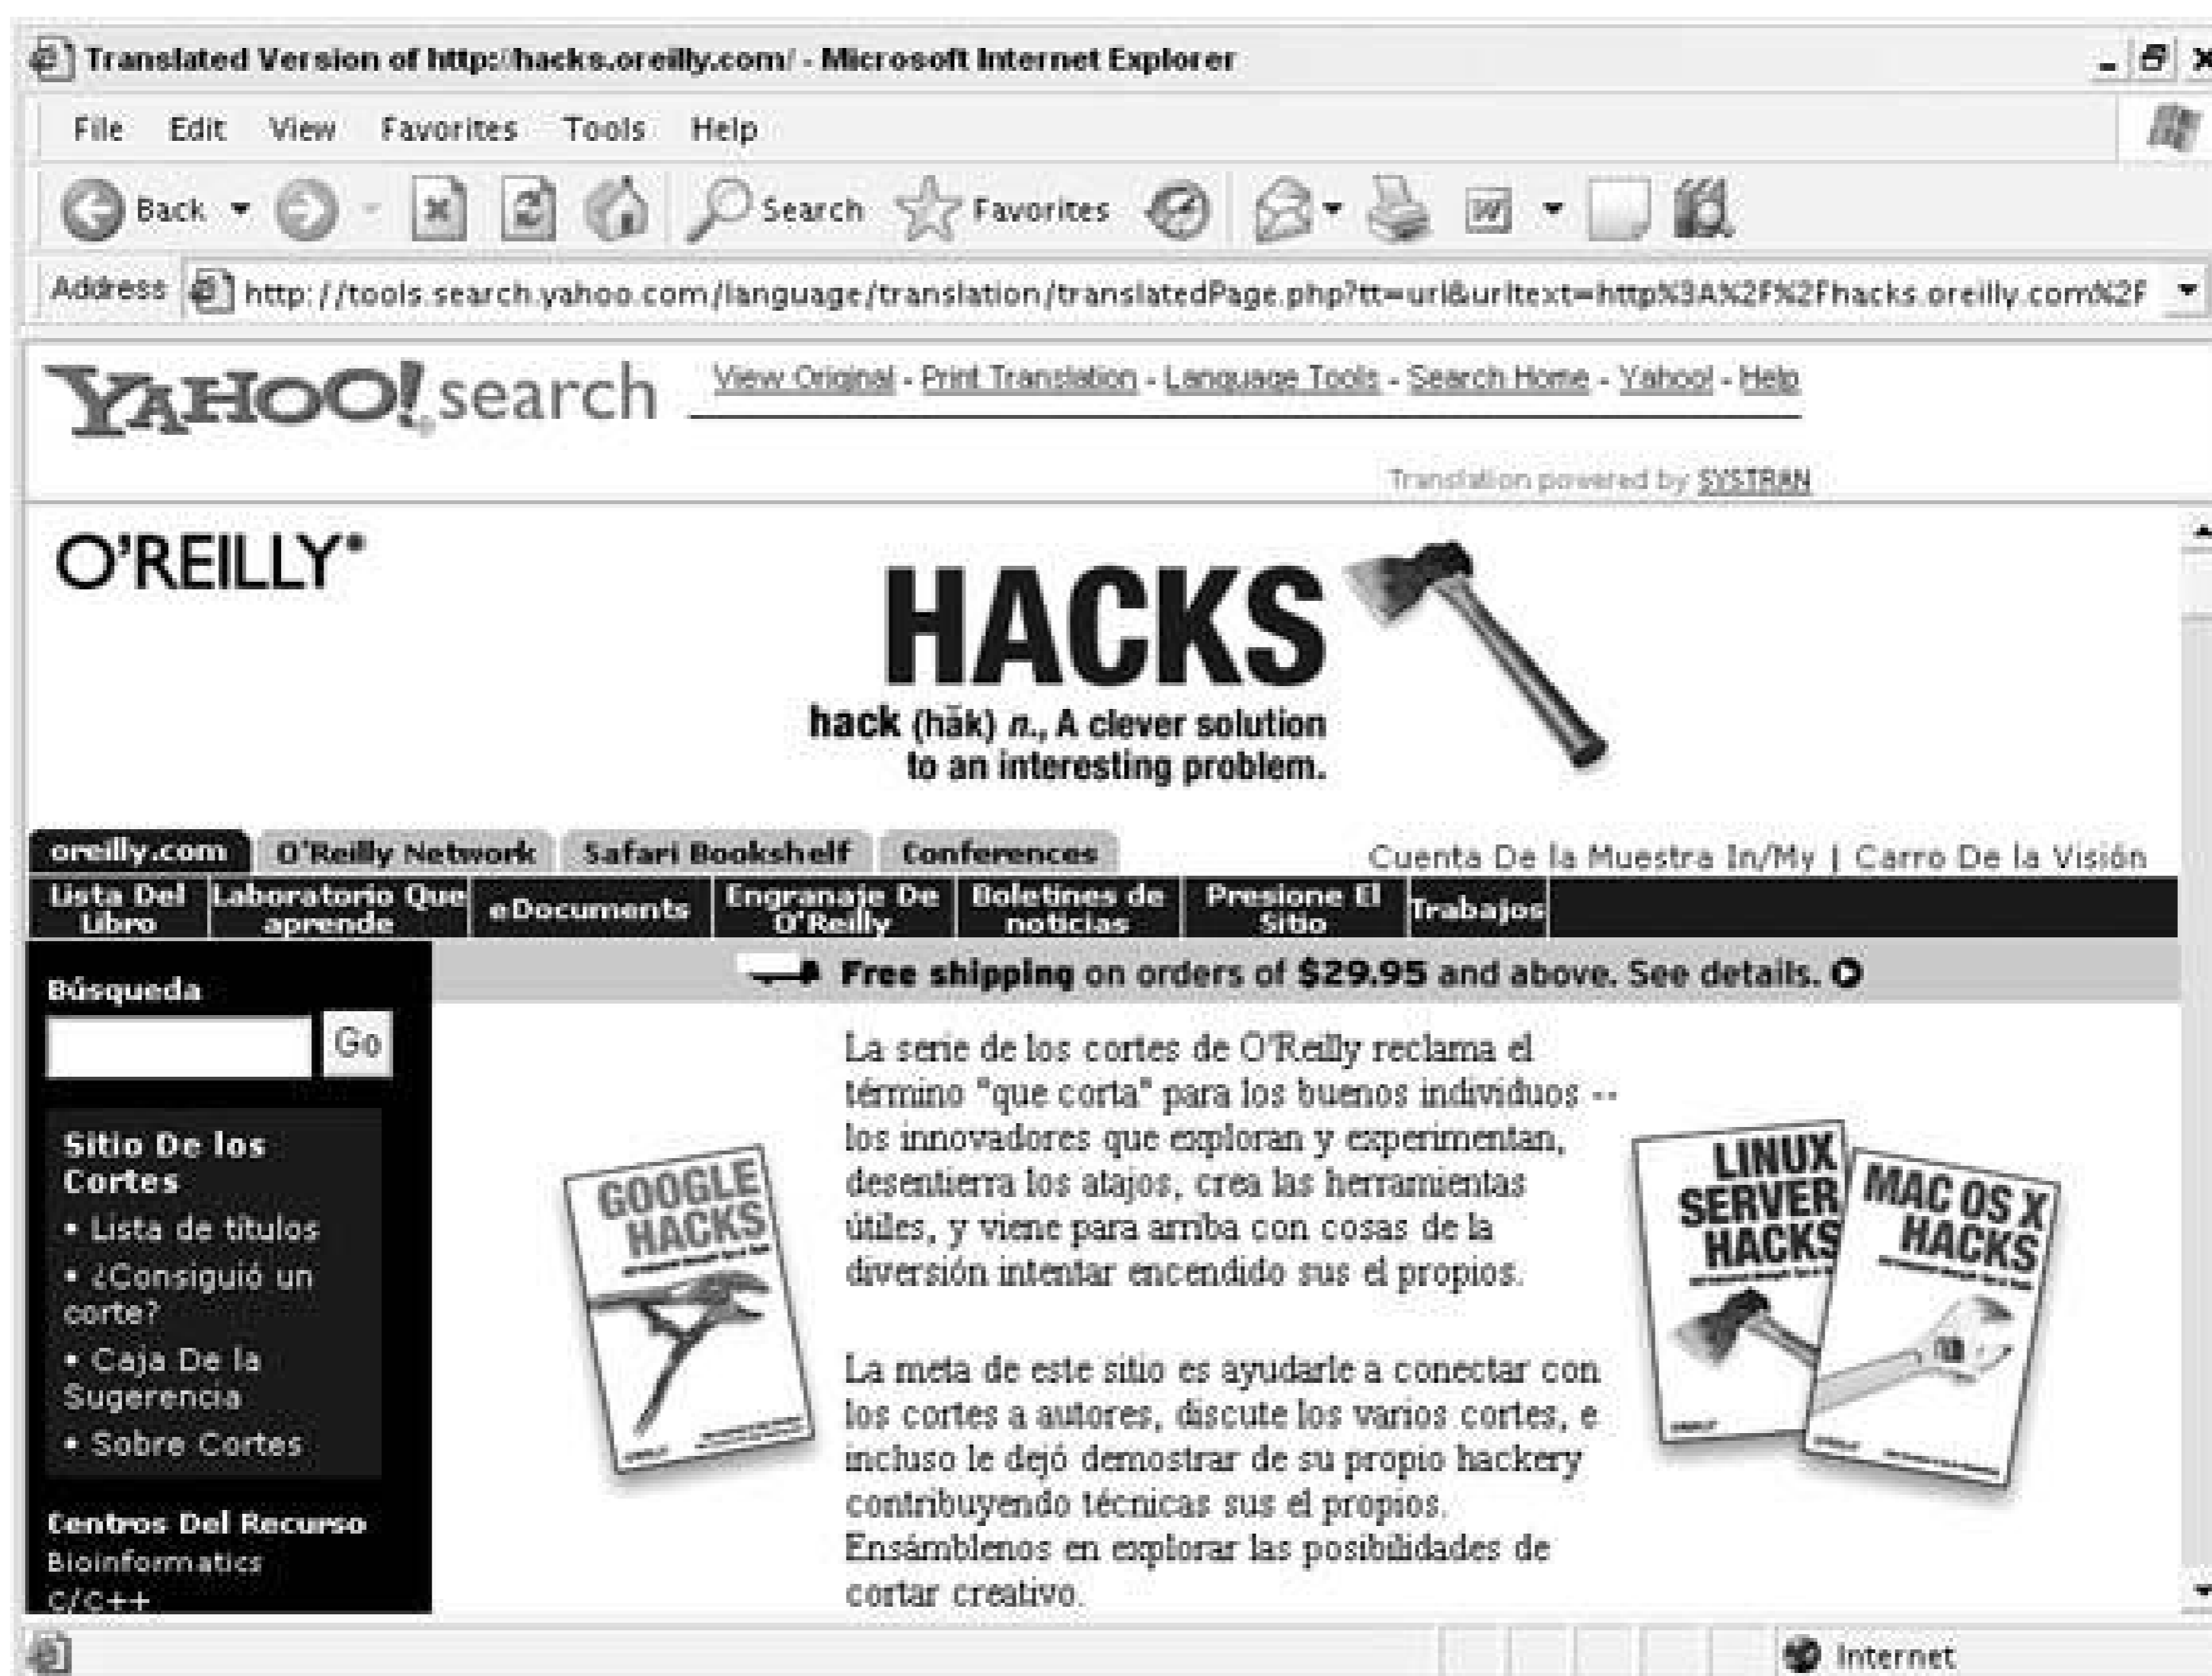 Translated Version of http://hacks.oreilly.com/ - Microsoft Internet Explorer
File Edit View Favorites Tools Help
Back Search Favorites
Address http://tools.search.yahoo.com/language/translation/translatedPage.php?tt=url&urltext=http%3A%2F%2Fhacks.oreilly.com%2F
YAHOO! search View Original - Print Translation - Language Tools - Search Home - Yahoo! - Help
Translation powered by SYSTRAN
O'REILLY®
HACKS
hack (hăk) n., A clever solution
to an interesting problem.
oreilly.com O'Reilly Network Safari Bookshelf Conferences Cuenta De la Muestra In/My | Carro De la Visión
Lista Del Libro Laboratorio Que aprende eDocuments Engranaje De O'Reilly Boletines de noticias Presione El Sitio Trabajos
Free shipping on orders of $29.95 and above. See details.
Búsqueda
Go
Sitio De los
Cortes
• Lista de títulos
• ¿Consiguió un
corte?
• Caja De la
Sugerencia
• Sobre Cortes
Centros Del Recurso
Bioinformatics
C/C++
GOOGLE
HACKS
La serie de los cortes de O'Reilly reclama el
término "que corta" para los buenos individuos --
los innovadores que exploran y experimentan,
desentierra los atajos, crea las herramientas
útiles, y viene para arriba con cosas de la
diversión intentar encendido sus el propios.
La meta de este sitio es ayudarle a conectar con
los cortes a autores, discute los varios cortes, e
incluso le dejó demostrar de su propio hackery
contribuyendo técnicas sus el propios.
Ensámblenos en explorar las posibilidades de
cortar creativo.
LINUX
SERVER
HACKS
MAC OS X
HACKS
Internet